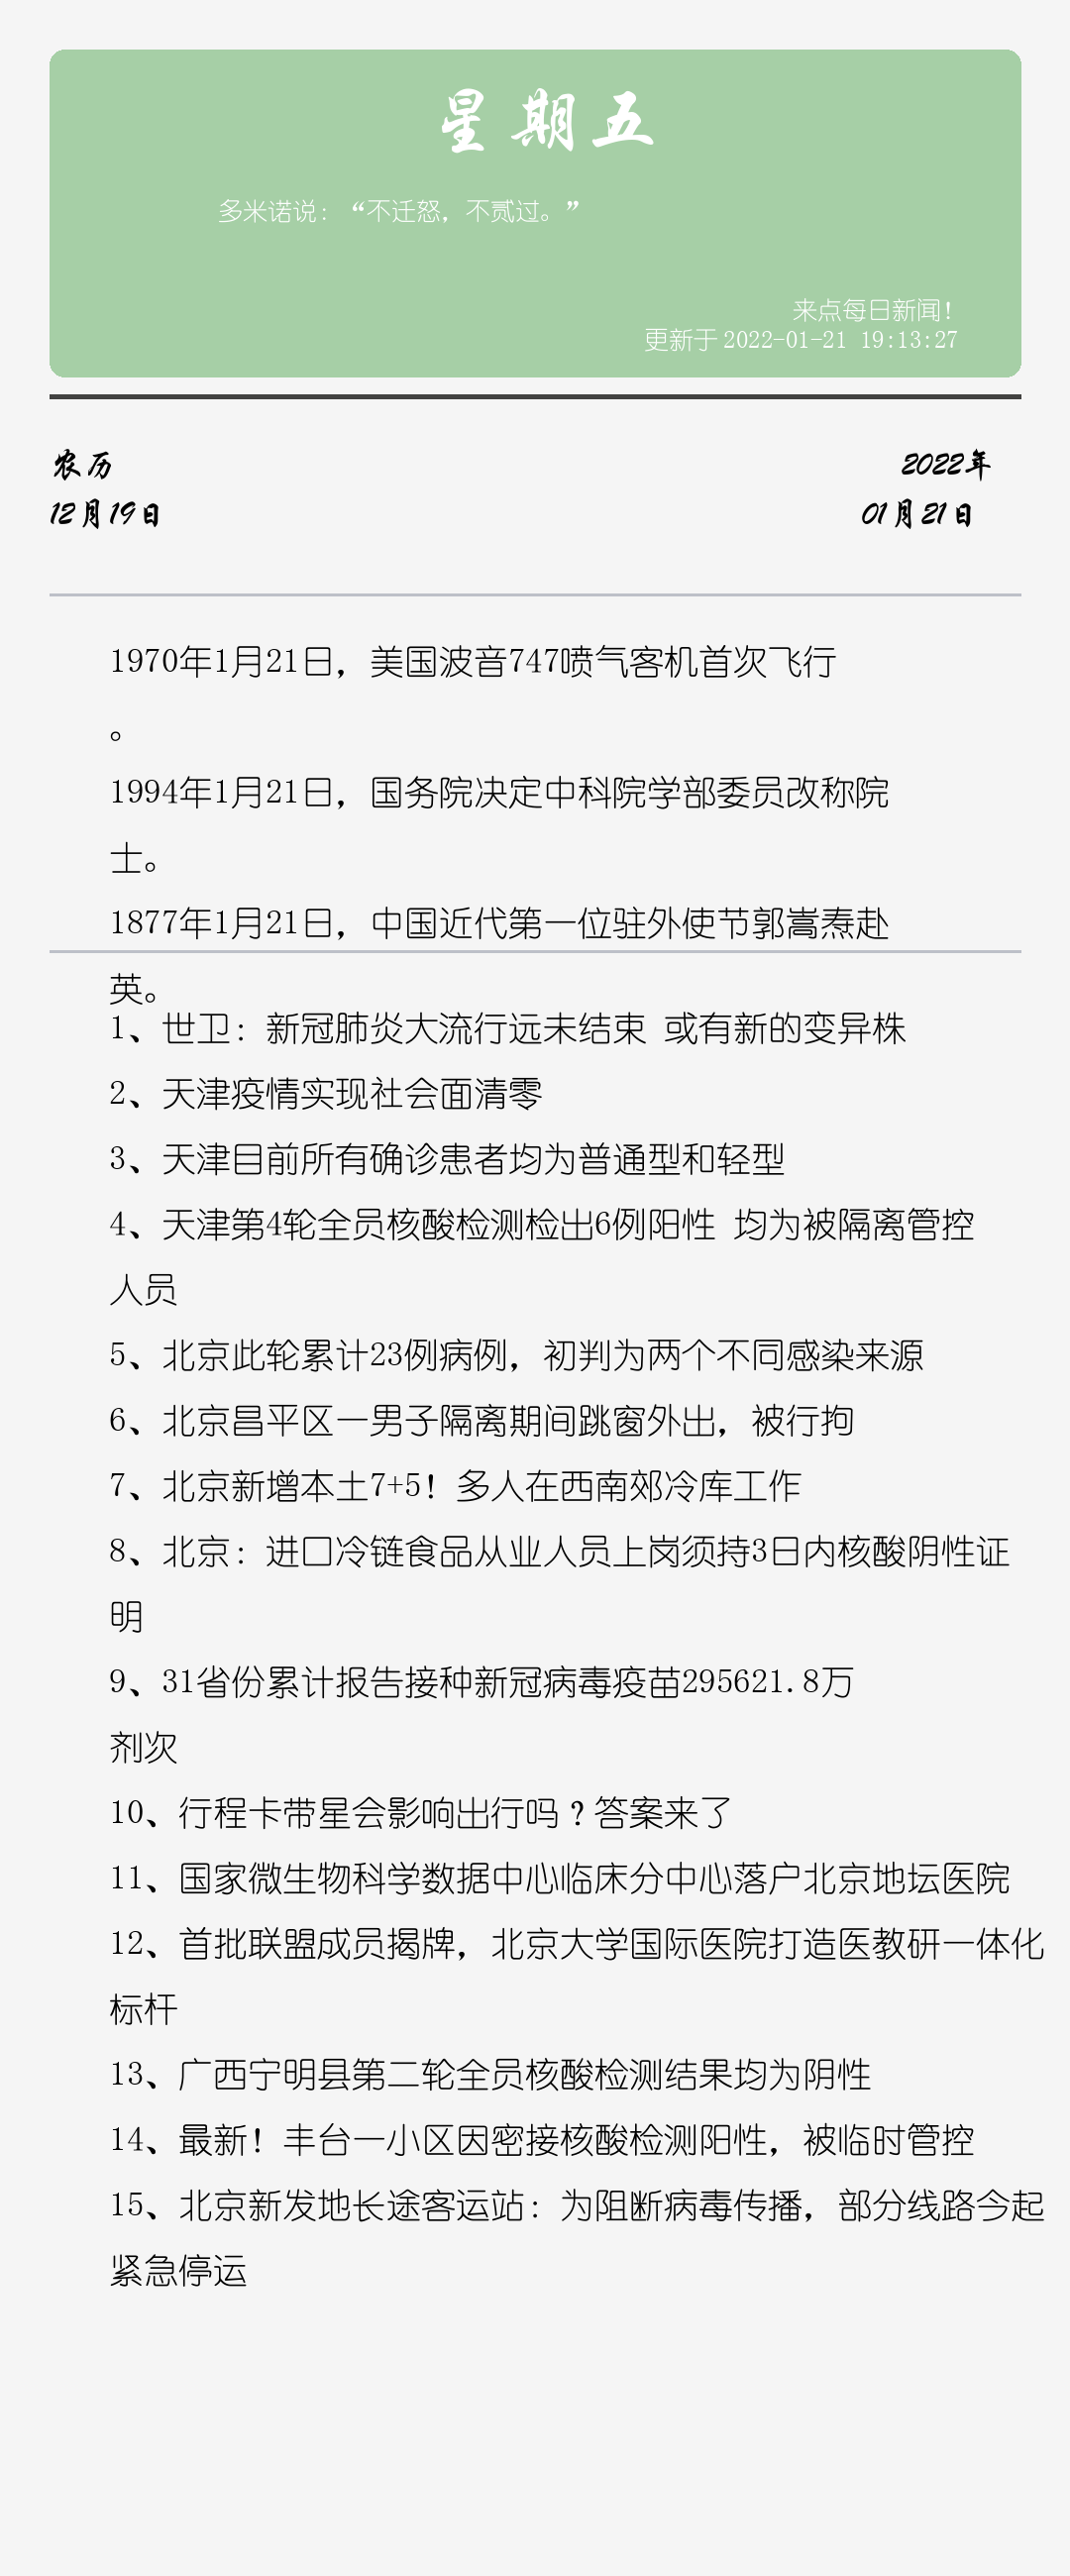 星期五
多米诺说：“不迁怒，不贰过。”
来点每日新闻！
更新于 2022-01-21 19:13:27
农历
12月19日
2022年
01月21日
1970年1月21日，美国波音747喷气客机首次飞行
。
1994年1月21日，国务院决定中科院学部委员改称院
士。
1877年1月21日，中国近代第一位驻外使节郭嵩焘赴
英。
1、世卫：新冠肺炎大流行远未结束 或有新的变异株
2、天津疫情实现社会面清零
3、天津目前所有确诊患者均为普通型和轻型
4、天津第4轮全员核酸检测检出6例阳性 均为被隔离管控
人员
5、北京此轮累计23例病例，初判为两个不同感染来源
6、北京昌平区一男子隔离期间跳窗外出，被行拘
7、北京新增本土7+5！多人在西南郊冷库工作
8、北京：进口冷链食品从业人员上岗须持3日内核酸阴性证
明
9、31省份累计报告接种新冠病毒疫苗295621.8万
剂次
10、行程卡带星会影响出行吗？答案来了
11、国家微生物科学数据中心临床分中心落户北京地坛医院
12、首批联盟成员揭牌，北京大学国际医院打造医教研一体化
标杆
13、广西宁明县第二轮全员核酸检测结果均为阴性
14、最新！丰台一小区因密接核酸检测阳性，被临时管控
15、北京新发地长途客运站：为阻断病毒传播，部分线路今起
紧急停运